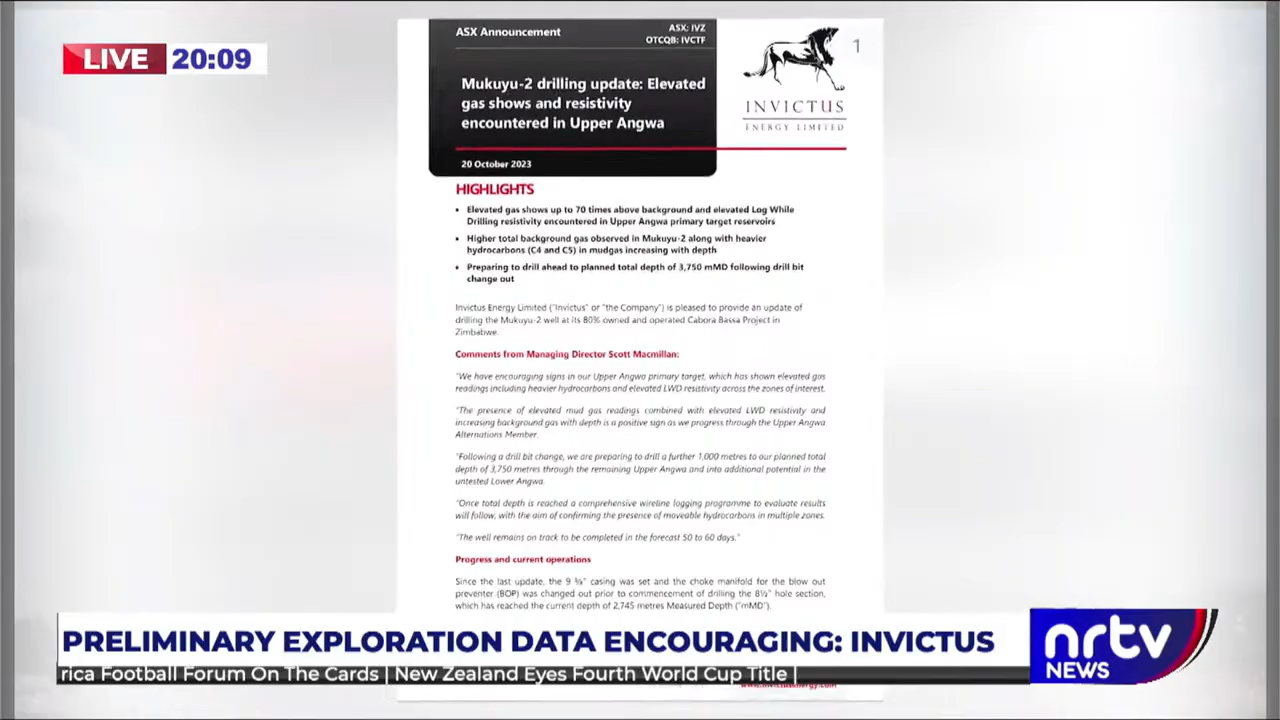 LIVE 20:09
ASX Announcement
ASX: IVZ
OTCQB: IVCTF
1
Mukuyu-2 drilling update: Elevated
gas shows and resistivity
encountered in Upper Angwa
INVICTUS
ENERGY LIMITED
20 October 2023
HIGHLIGHTS
• Elevated gas shows up to 70 times above background and elevated Log While
Drilling resistivity encountered in Upper Angwa primary target reservoirs
• Higher total background gas observed in Mukuyu-2 along with heavier
hydrocarbons (C4 and C5) in mudgas increasing with depth
• Preparing to drill ahead to planned total depth of 3,750 mMD following drill bit
change out
Invictus Energy Limited ("Invictus" or "the Company") is pleased to provide an update of
drilling the Mukuyu-2 well at its 80% owned and operated Cabora Bassa Project in
Zimbabwe.
Comments from Managing Director Scott Macmillan:
"We have encouraging signs in our Upper Angwa primary target, which has shown elevated gas
readings including heavier hydrocarbons and elevated LWD resistivity across the zones of interest.
"The presence of elevated mud gas readings combined with elevated LWD resistivity and
increasing background gas with depth is a positive sign as we progress through the Upper Angwa
Alternations Member.
"Following a drill bit change, we are preparing to drill a further 1,000 metres to our planned total
depth of 3,750 metres through the remaining Upper Angwa and into additional potential in the
untested Lower Angwa.
"Once total depth is reached a comprehensive wireline logging programme to evaluate results
will follow, with the aim of confirming the presence of moveable hydrocarbons in multiple zones.
"The well remains on track to be completed in the forecast 50 to 60 days."
Progress and current operations
Since the last update, the 9 ⅝" casing was set and the choke manifold for the blow out
preventer (BOP) was changed out prior to commencement of drilling the 8½" hole section,
which has reached the current depth of 2,745 metres Measured Depth ("mMD").
PRELIMINARY EXPLORATION DATA ENCOURAGING: INVICTUS
rica Football Forum On The Cards | New Zealand Eyes Fourth World Cup Title |
nrtv
NEWS